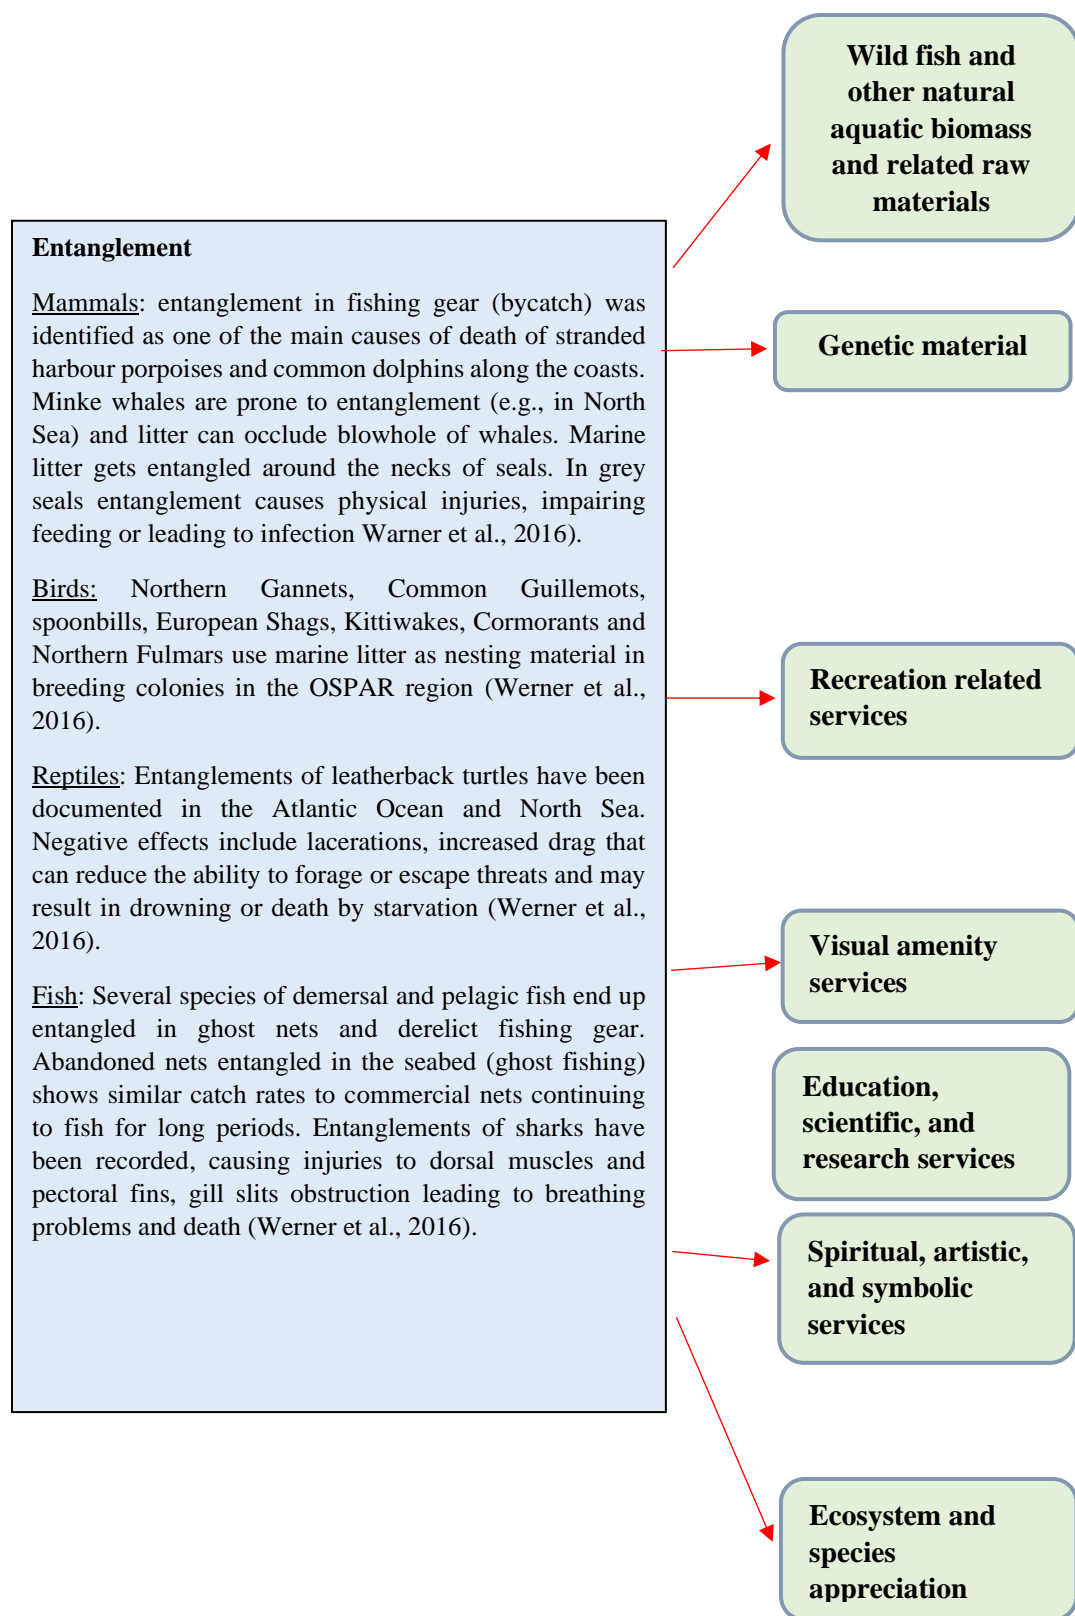 Entanglement
Mammals: entanglement in fishing gear (bycatch) was
identified as one of the main causes of death of stranded
harbour porpoises and common dolphins along the coasts.
Minke whales are prone to entanglement (e.g., in North
Sea) and litter can occlude blowhole of whales. Marine
litter gets entangled around the necks of seals. In grey
seals entanglement causes physical injuries, impairing
feeding or leading to infection Warner et al., 2016).
Birds: Northern Gannets, Common Guillemots,
spoonbills, European Shags, Kittiwakes, Cormorants and
Northern Fulmars use marine litter as nesting material in
breeding colonies in the OSPAR region (Werner et al.,
2016).
Reptiles: Entanglements of leatherback turtles have been
documented in the Atlantic Ocean and North Sea.
Negative effects include lacerations, increased drag that
can reduce the ability to forage or escape threats and may
result in drowning or death by starvation (Werner et al.,
2016).
Fish: Several species of demersal and pelagic fish end up
entangled in ghost nets and derelict fishing gear.
Abandoned nets entangled in the seabed (ghost fishing)
shows similar catch rates to commercial nets continuing
to fish for long periods. Entanglements of sharks have
been recorded, causing injuries to dorsal muscles and
pectoral fins, gill slits obstruction leading to breathing
problems and death (Werner et al., 2016).
Wild fish and
other natural
aquatic biomass
and related raw
materials
Genetic material
Recreation related
services
Visual amenity
services
Education,
scientific, and
research services
Spiritual, artistic,
and symbolic
services
Ecosystem and
species
appreciation